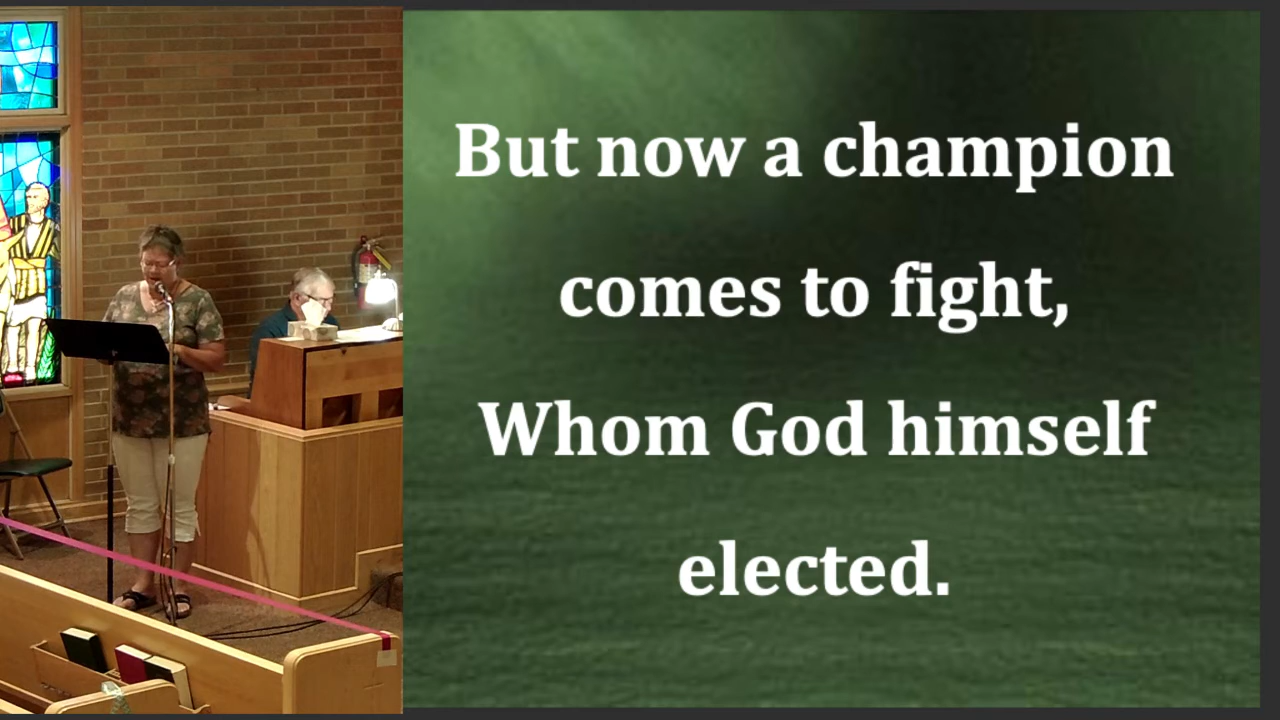 But now a champion
comes to fight,
Whom God himself
elected.